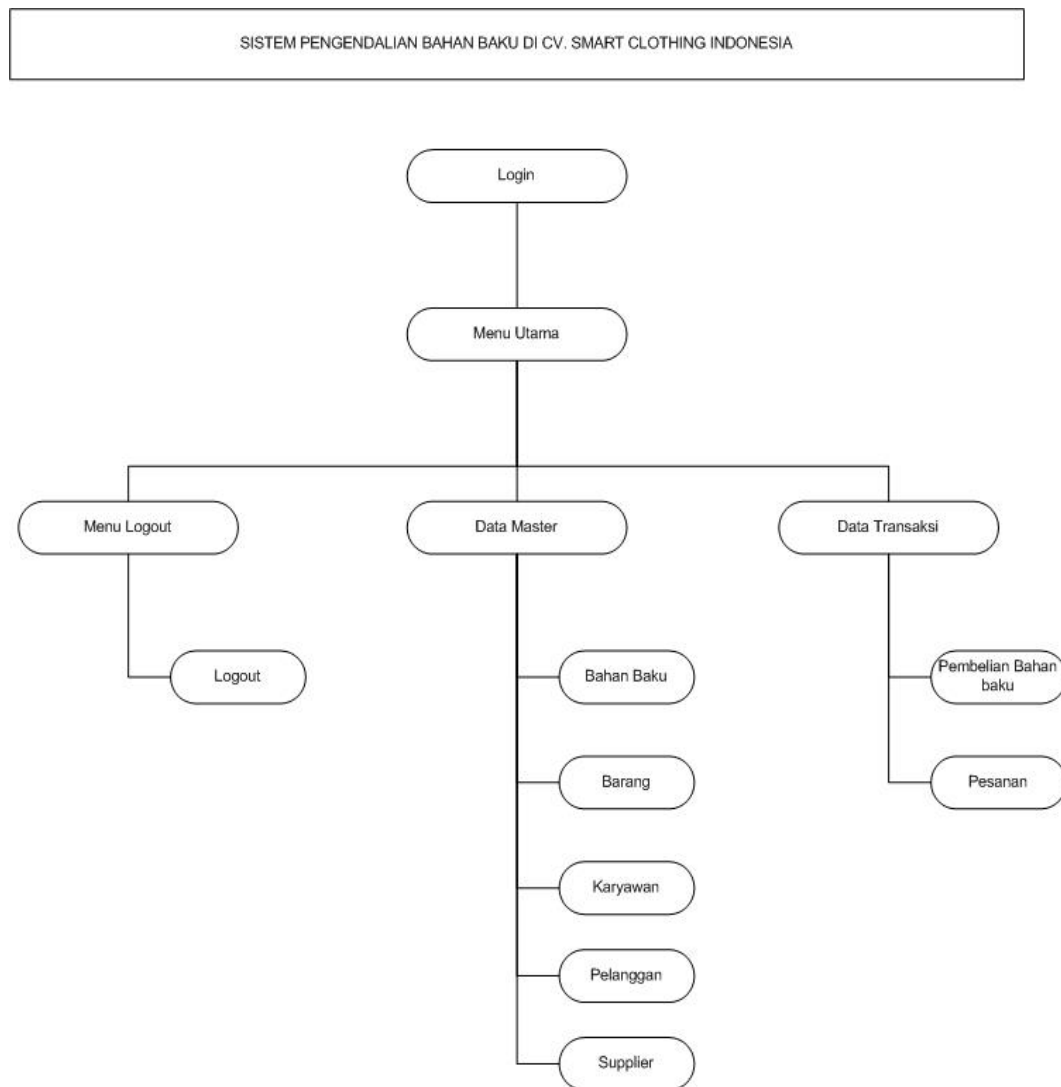 SISTEM PENGENDALIAN BAHAN BAKU DI CV. SMART CLOTHING INDONESIA
Login
Menu Utama
Menu Logout
Data Master
Data Transaksi
Logout
Bahan Baku
Pembelian Bahan
baku
Barang
Pesanan
Karyawan
Pelanggan
Supplier